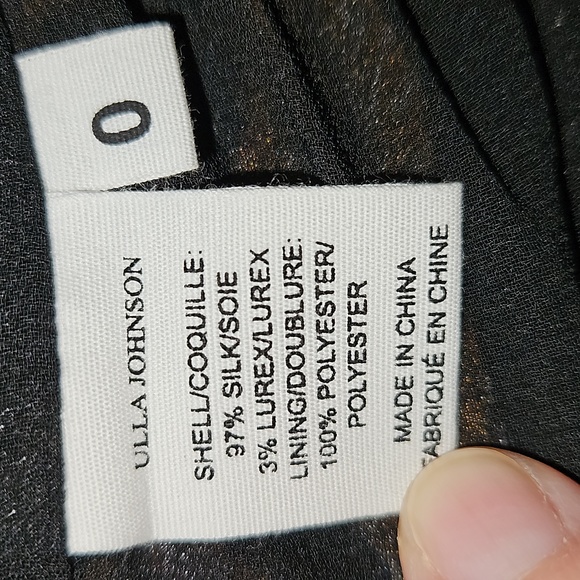 0
ULLA JOHNSON
SHELL/COQUILLE:
97% SILK/SOIE
3% LUREX/LUREX
LINING/DOUBLURE:
100% POLYESTER/
POLYESTER
MADE IN CHINA
FABRIQUÉ EN CHINE